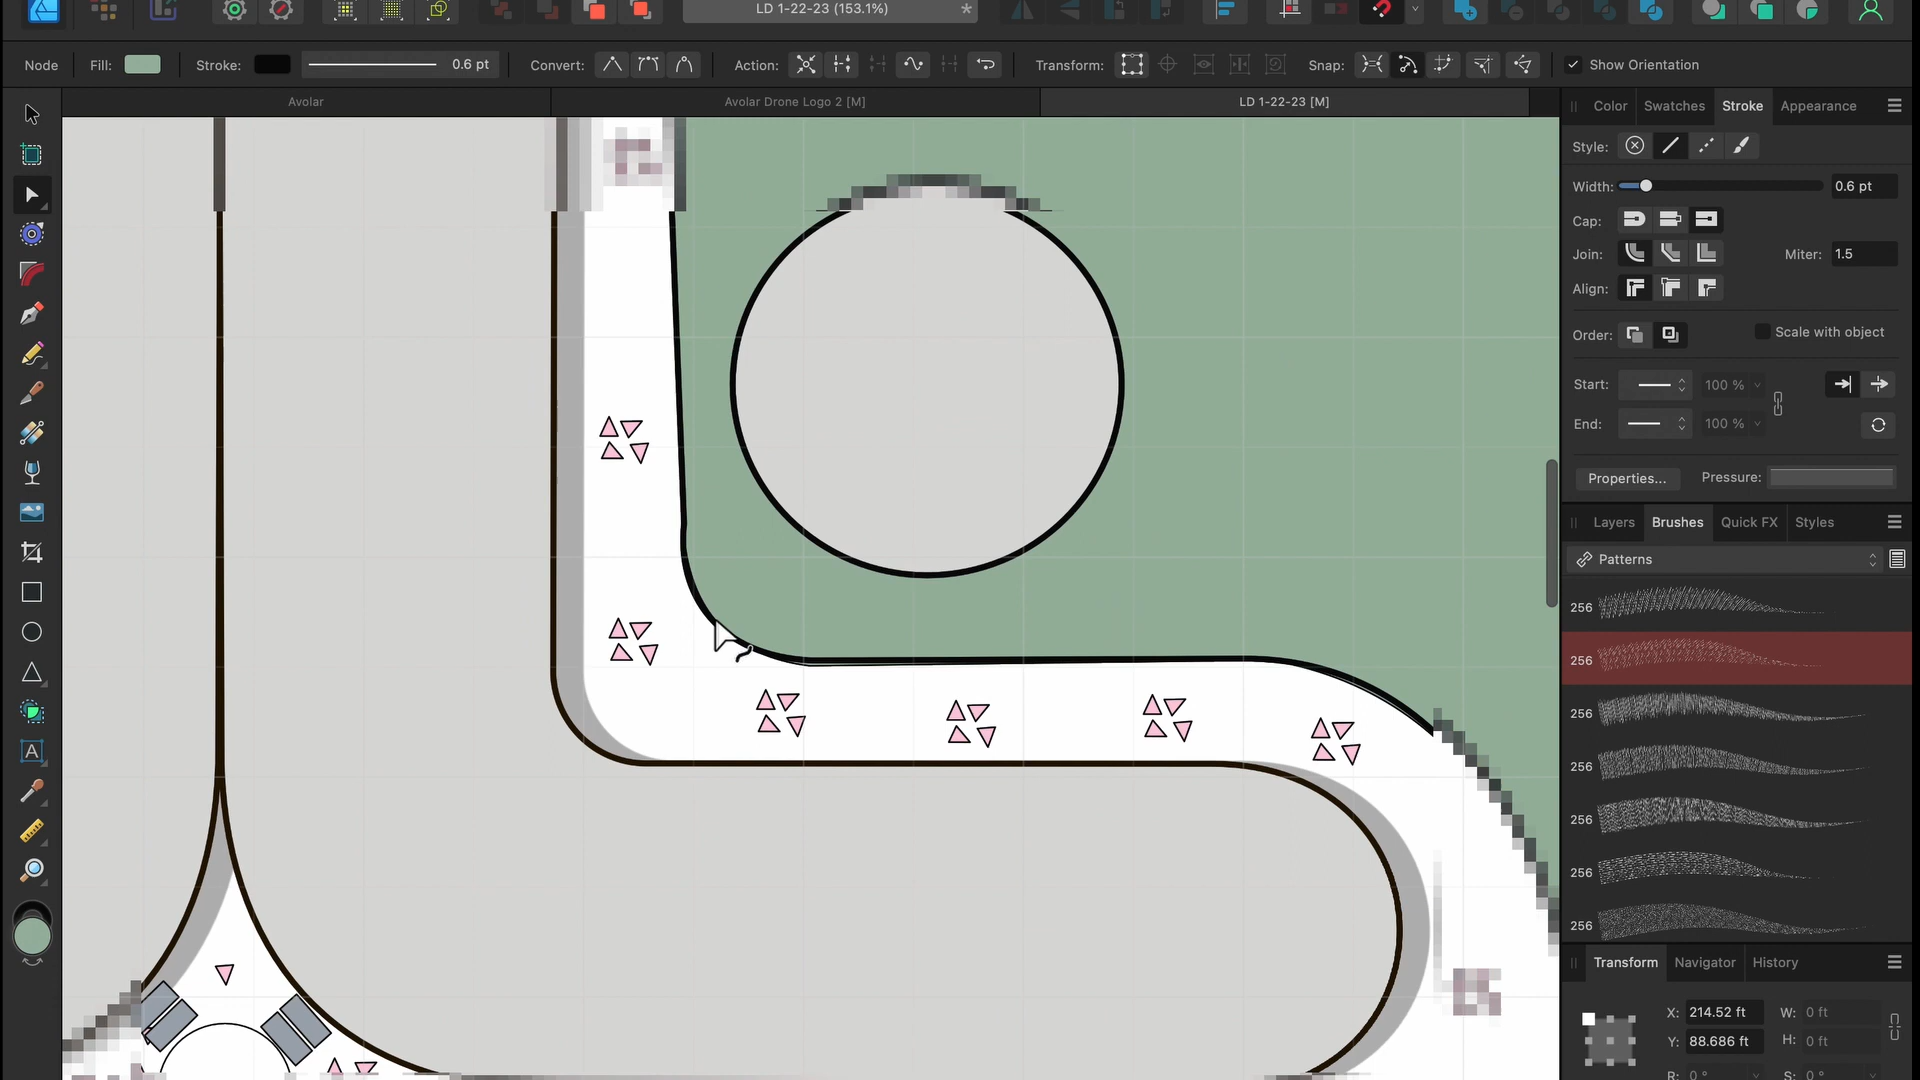 LD 1-22-23 (153.1%) *
Node Fill: Stroke: 0.6 pt Convert: Action: Transform: Snap: Show Orientation
Avolar Avolar Drone Logo 2 [M] LD 1-22-23 [M]
Color Swatches Stroke Appearance
Style:
Width: 0.6 pt
Cap:
Join: Miter: 1.5
Align:
Order: Scale with object
Start: 100 %
End: 100 %
Properties... Pressure:
Layers Brushes Quick FX Styles
Patterns
256
256
256
256
256
256
256
Transform Navigator History
X: 214.52 ft W: 0 ft
Y: 88.686 ft H: 0 ft
R: 0 ° S: 0 °